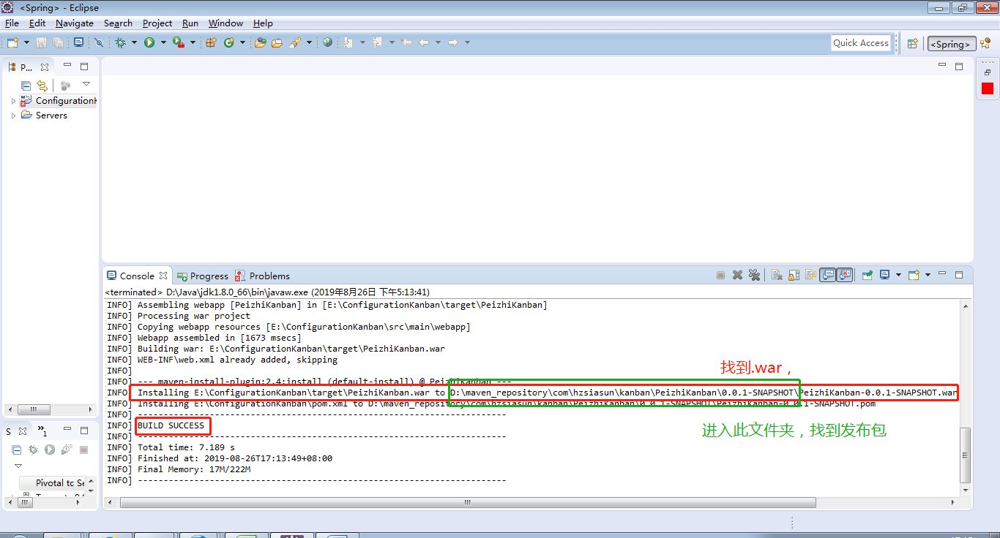 <Spring> - Eclipse
File Edit Navigate Search Project Run Window Help
Quick Access
<Spring>
P...
ConfigurationK
Servers
Console Progress Problems
<terminated> D:\Java\jdk1.8.0_66\bin\javaw.exe (2019年8月26日 下午5:13:41)
INFO] Assembling webapp [PeizhiKanban] in [E:\ConfigurationKanban\target\PeizhiKanban]
INFO] Processing war project
INFO] Copying webapp resources [E:\ConfigurationKanban\src\main\webapp]
INFO] Webapp assembled in [1673 msecs]
INFO] Building war: E:\ConfigurationKanban\target\PeizhiKanban.war
INFO] WEB-INF\web.xml already added, skipping
INFO]
找到.war，
INFO] --- maven-install-plugin:2.4:install (default-install) @ PeizhiKanban ---
INFO] Installing E:\ConfigurationKanban\target\PeizhiKanban.war to D:\maven_repository\com\hzsiasun\kanban\PeizhiKanban\0.0.1-SNAPSHOT\PeizhiKanban-0.0.1-SNAPSHOT.war
INFO] Installing E:\ConfigurationKanban\pom.xml to D:\maven_repository\com\hzsiasun\kanban\PeizhiKanban\0.0.1-SNAPSHOT\PeizhiKanban-0.0.1-SNAPSHOT.pom
INFO] ------------------------------------------------------------------------
INFO] BUILD SUCCESS
进入此文件夹，找到发布包
INFO] ------------------------------------------------------------------------
INFO] Total time: 7.189 s
INFO] Finished at: 2019-08-26T17:13:49+08:00
INFO] Final Memory: 17M/222M
INFO] ------------------------------------------------------------------------
S
»1
Pivotal tc Se